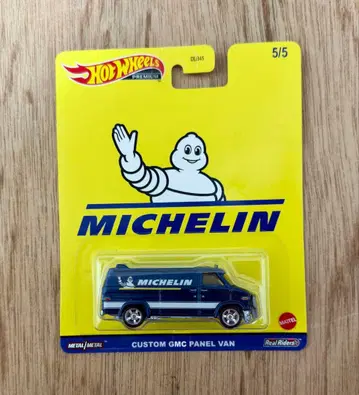 HOT WHEELS
PREMIUM
5/5
MICHELIN
MICHELIN
MATTEL
METAL/METAL
CUSTOM GMC PANEL VAN
Real Riders